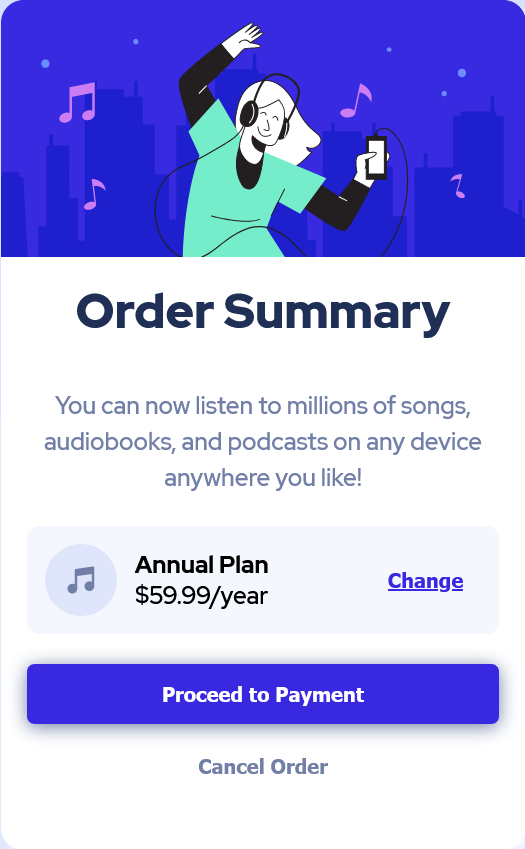 Order Summary
You can now listen to millions of songs,
audiobooks, and podcasts on any device
anywhere you like!
Annual Plan
$59.99/year
Change
Proceed to Payment
Cancel Order